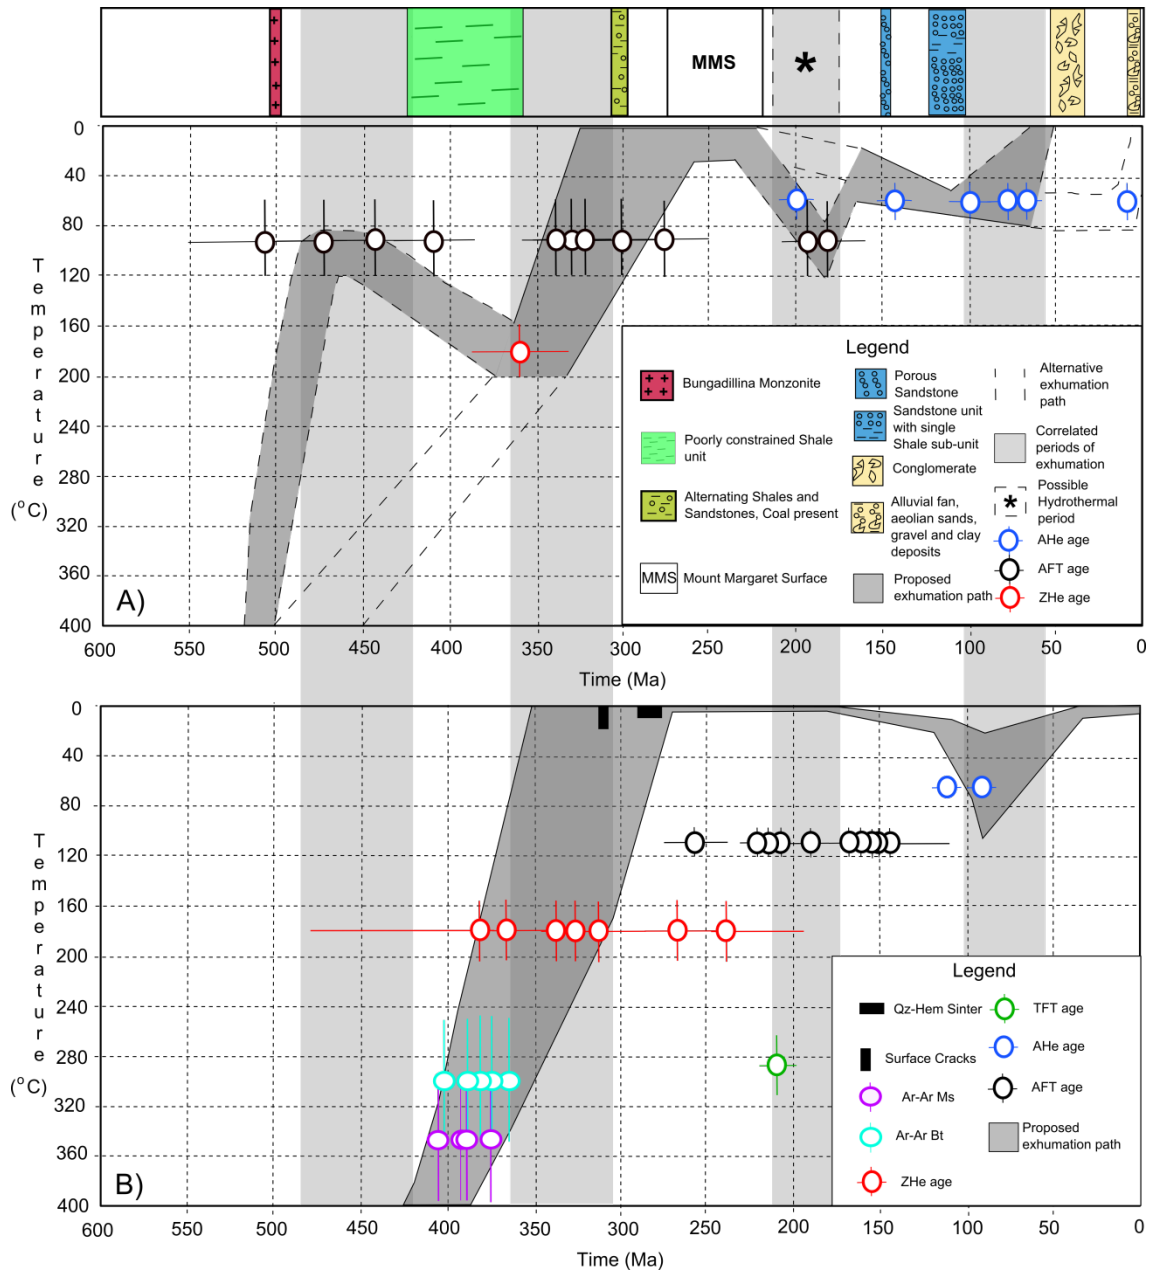 MMS
*
0
40
80
120
160
200
240
280
320
360
400
Temperature
(°C)
A)
600
550
500
450
400
350
300
250
200
150
100
50
0
Time (Ma)
Legend
Bungadillina Monzonite
Poorly constrained Shale
unit
Alternating Shales and
Sandstones, Coal present
MMS
Mount Margaret Surface
Porous
Sandstone
Sandstone unit
with single
Shale sub-unit
Conglomerate
Alluvial fan,
aeolian sands,
gravel and clay
deposits
Proposed
exhumation path
Alternative
exhumation
path
Correlated
periods of
exhumation
*
Possible
Hydrothermal
period
AHe age
AFT age
ZHe age
0
40
80
120
160
200
240
280
320
360
400
Temperature
(°C)
B)
600
550
500
450
400
350
300
250
200
150
100
50
0
Time (Ma)
Legend
Qz-Hem Sinter
Surface Cracks
Ar-Ar Ms
Ar-Ar Bt
ZHe age
TFT age
AHe age
AFT age
Proposed
exhumation path